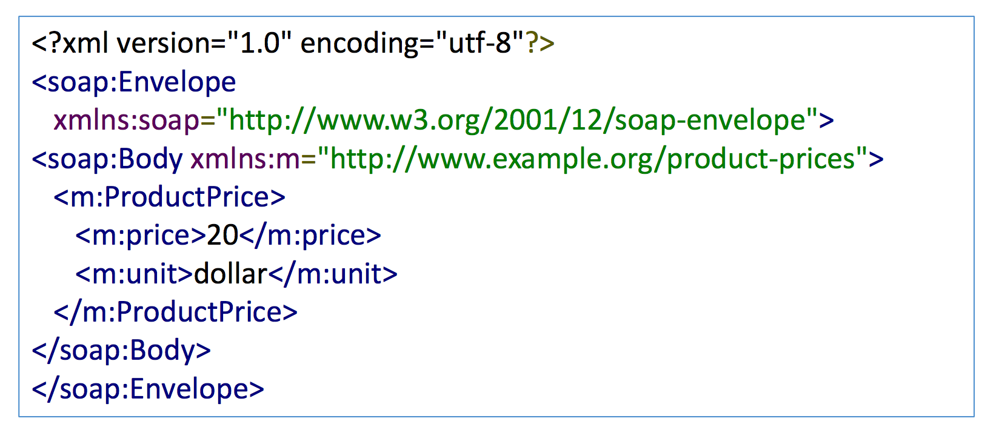 <?xml version="1.0" encoding="utf-8"?>
<soap:Envelope
xmlns:soap="http://www.w3.org/2001/12/soap-envelope">
<soap:Body xmlns:m="http://www.example.org/product-prices">
<m:ProductPrice>
<m:price>20</m:price>
<m:unit>dollar</m:unit>
</m:ProductPrice>
</soap:Body>
</soap:Envelope>